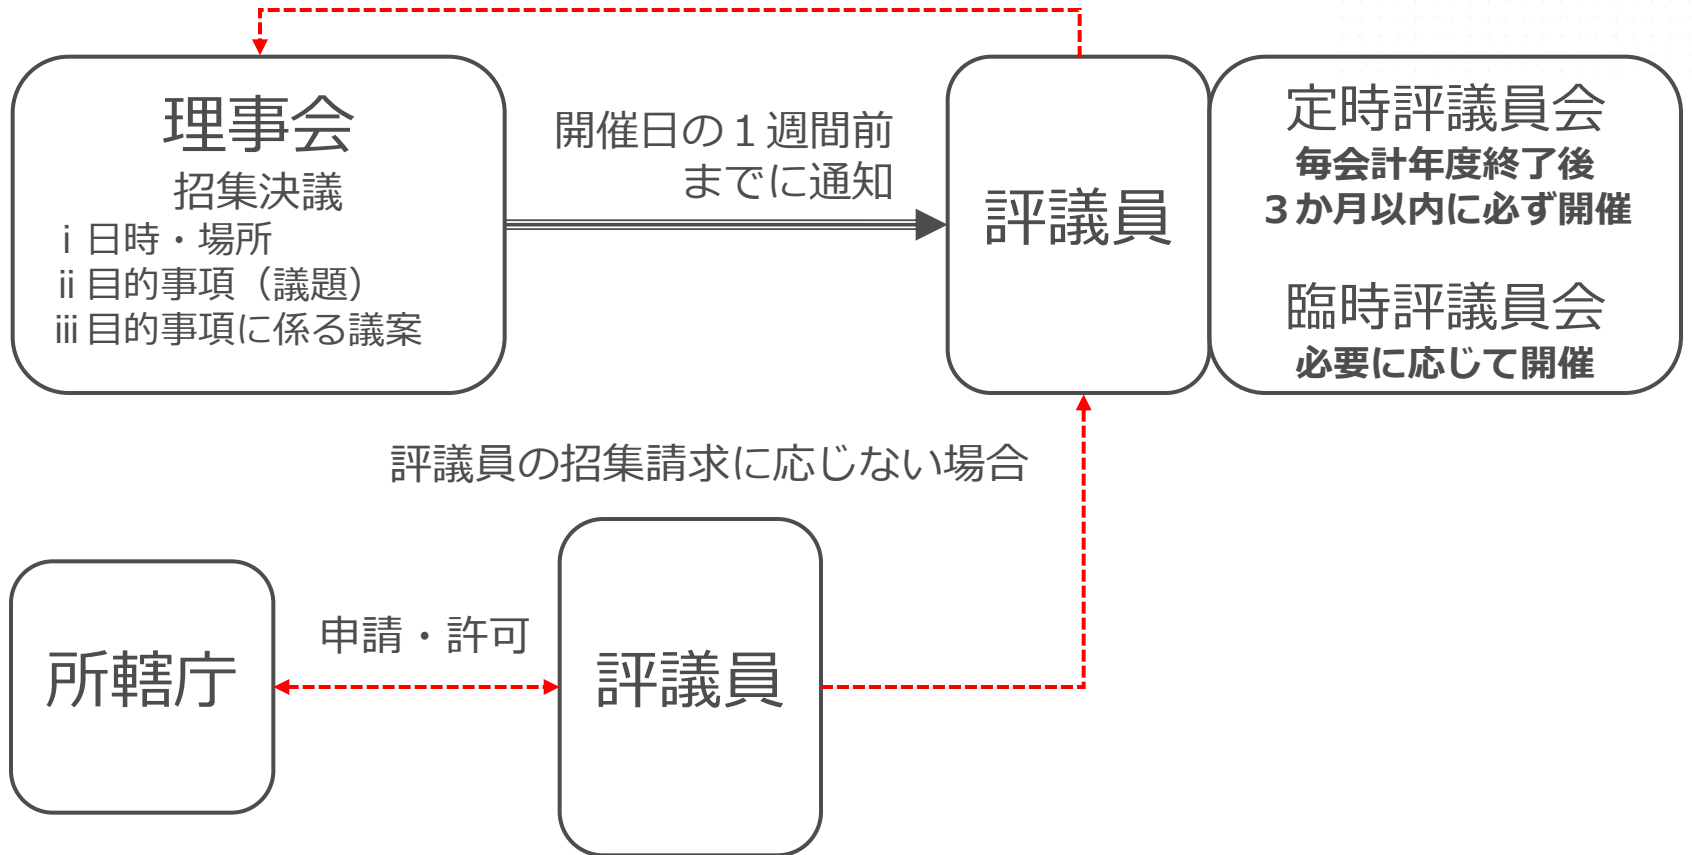 理事会
招集決議
ⅰ 日時・場所
ⅱ 目的事項（議題）
ⅲ 目的事項に係る議案
開催日の１週間前
までに通知
評議員
定時評議員会
毎会計年度終了後
３か月以内に必ず開催
臨時評議員会
必要に応じて開催
評議員の招集請求に応じない場合
所轄庁
申請・許可
評議員